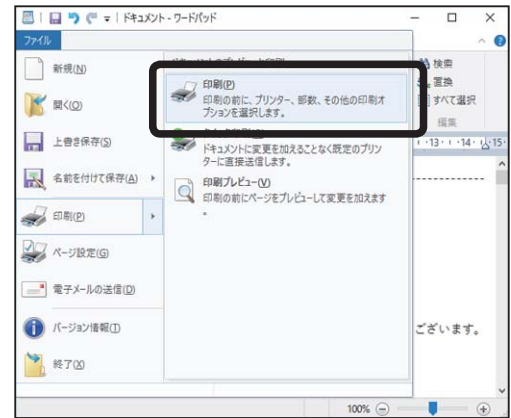 ドキュメント - ワードパッド
ファイル
新規(N)
開く(O)
上書き保存(S)
名前を付けて保存(A)
印刷(P)
ページ設定(G)
電子メールの送信(D)
バージョン情報(T)
終了(X)
印刷(P)
印刷の前に、プリンター、部数、その他の印刷オ
プションを選択します。
ドキュメントに変更を加えることなく既定のプリン
ターに直接送信します。
印刷プレビュー(V)
印刷の前にページをプレビューして変更を加えます
。
検索
置換
すべて選択
編集
13 14 15
ございます。
100%